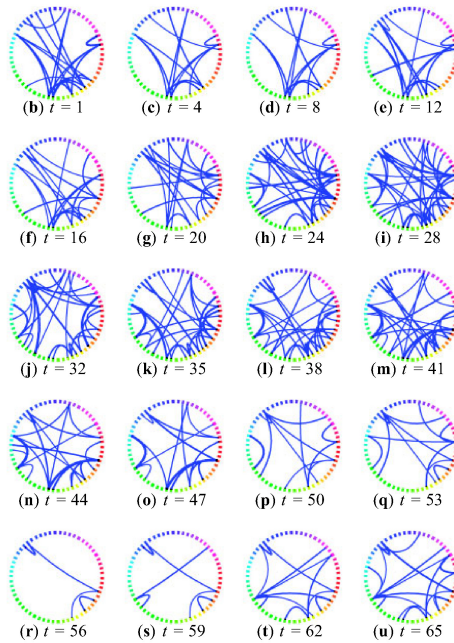 (b) t = 1 (c) t = 4 (d) t = 8 (e) t = 12
(f) t = 16 (g) t = 20 (h) t = 24 (i) t = 28
(j) t = 32 (k) t = 35 (l) t = 38 (m) t = 41
(n) t = 44 (o) t = 47 (p) t = 50 (q) t = 53
(r) t = 56 (s) t = 59 (t) t = 62 (u) t = 65